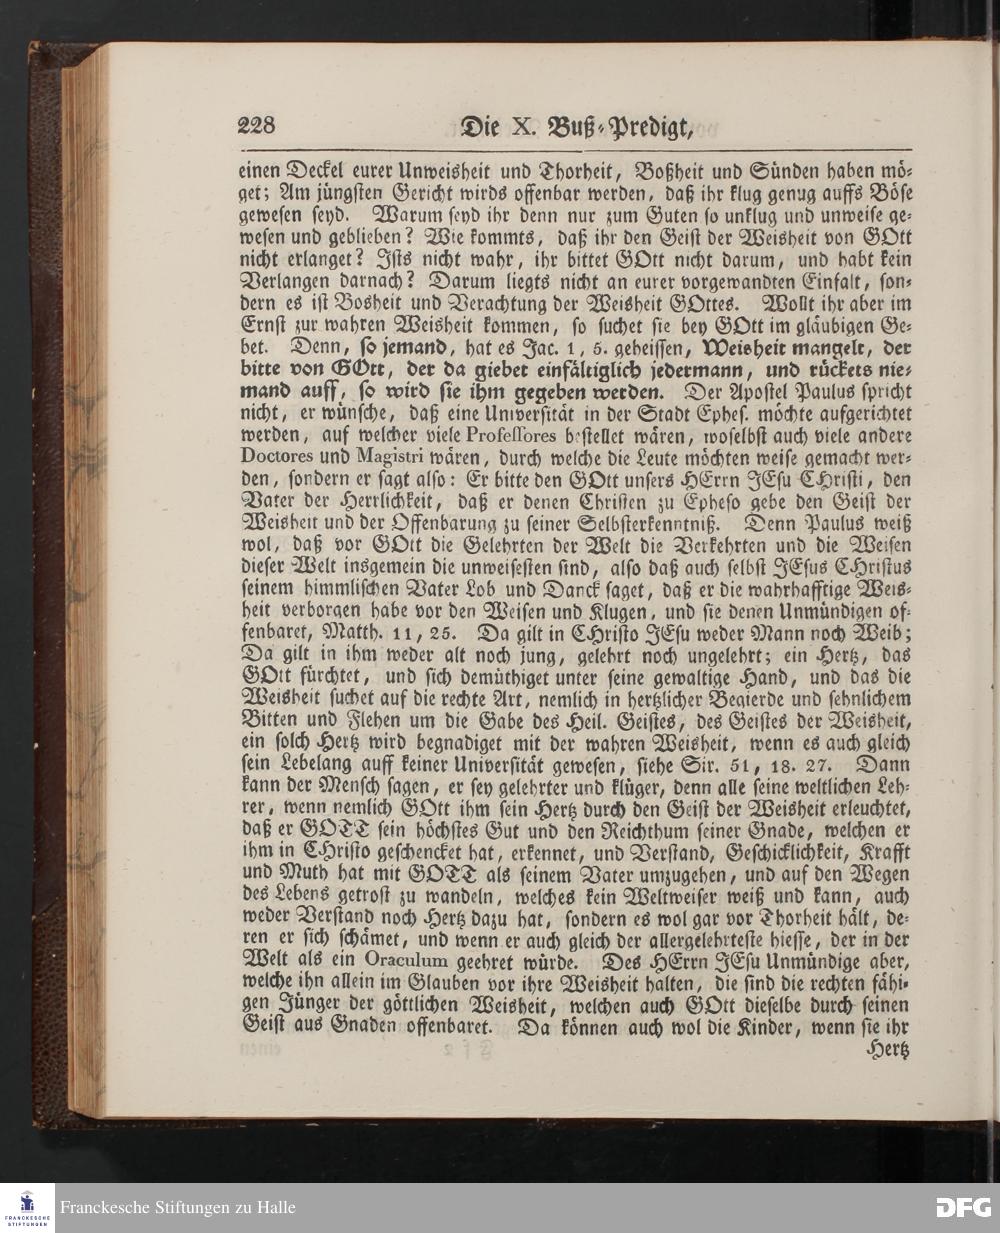 228 Die X. Buß-Predigt,
einen Deckel eurer Unweisheit und Thorheit, Boßheit und Sünden haben mö-
get; Am jüngsten Gericht wirds offenbar werden, daß ihr klug genug auffs Böse
gewesen seyd. Warum seyd ihr denn nur zum Guten so unklug und unweise ge-
wesen und geblieben? Wie kommts, daß ihr den Geist der Weisheit von GOtt
nicht erlanget? Ists nicht wahr, ihr bittet GOtt nicht darum, und habt kein
Verlangen darnach? Darum liegts nicht an eurer vorgewandten Einfalt, son-
dern es ist Bosheit und Verachtung der Weisheit GOttes. Wollt ihr aber im
Ernst zur wahren Weisheit kommen, so suchet sie bey GOtt im gläubigen Ge-
bet. Denn, so jemand, hat es Jac. 1, 5. geheissen, Weisheit mangelt, der
bitte von GOtt, der da giebet einfältiglich jedermann, und rückets nie-
mand auff, so wird sie ihm gegeben werden. Der Apostel Paulus spricht
nicht, er wünsche, daß eine Universität in der Stadt Ephes. möchte aufgerichtet
werden, auf welcher viele Professores bestellet wären, woselbst auch viele andere
Doctores und Magistri wären, durch welche die Leute möchten weise gemacht wer-
den, sondern er sagt also: Er bitte den GOtt unsers HErrn JEsu CHristi, den
Vater der Herrlichkeit, daß er denen Christen zu Epheso gebe den Geist der
Weisheit und der Offenbarung zu seiner Selbsterkenntniß. Denn Paulus weiß
wol, daß vor GOtt die Gelehrten der Welt die Verkehrten und die Weisen
dieser Welt insgemein die unweisesten sind, also daß auch selbst JEsus CHristus
seinem himmlischen Vater Lob und Danck saget, daß er die wahrhafftige Weis-
heit verborgen habe vor den Weisen und Klugen, und sie denen Unmündigen of-
fenbaret, Matth. 11, 25. Da gilt in CHristo JEsu weder Mann noch Weib;
Da gilt in ihm weder alt noch jung, gelehrt noch ungelehrt; ein Hertz, das
GOtt fürchtet, und sich demüthiget unter seine gewaltige Hand, und das die
Weisheit suchet auf die rechte Art, nemlich in hertzlicher Begierde und sehnlichem
Bitten und Flehen um die Gabe des Heil. Geistes, des Geistes der Weisheit,
ein solch Hertz wird begnadiget mit der wahren Weisheit, wenn es auch gleich
sein Lebelang auff keiner Universität gewesen, siehe Sir. 51, 18. 27. Dann
kann der Mensch sagen, er sey gelehrter und klüger, denn alle seine weltlichen Leh-
rer, wenn nemlich GOtt ihm sein Hertz durch den Geist der Weisheit erleuchtet,
daß er GOTT sein höchstes Gut und den Reichthum seiner Gnade, welchen er
ihm in CHristo geschencket hat, erkennet, und Verstand, Geschicklichkeit, Krafft
und Muth hat mit GOTT als seinem Vater umzugehen, und auf den Wegen
des Lebens getrost zu wandeln, welches kein Weltweiser weiß und kann, auch
weder Verstand noch Hertz dazu hat, sondern es wol gar vor Thorheit hält, de-
ren er sich schämet, und wenn er auch gleich der allergelehrteste hiesse, der in der
Welt als ein Oraculum geehret würde. Des HErrn JEsu Unmündige aber,
welche ihn allein im Glauben vor ihre Weisheit halten, die sind die rechten fähi-
gen Jünger der göttlichen Weisheit, welchen auch GOtt dieselbe durch seinen
Geist aus Gnaden offenbaret. Da können auch wol die Kinder, wenn sie ihr
Hertz
FRANCKESCHE STIFTUNGEN
Franckesche Stiftungen zu Halle
DFG